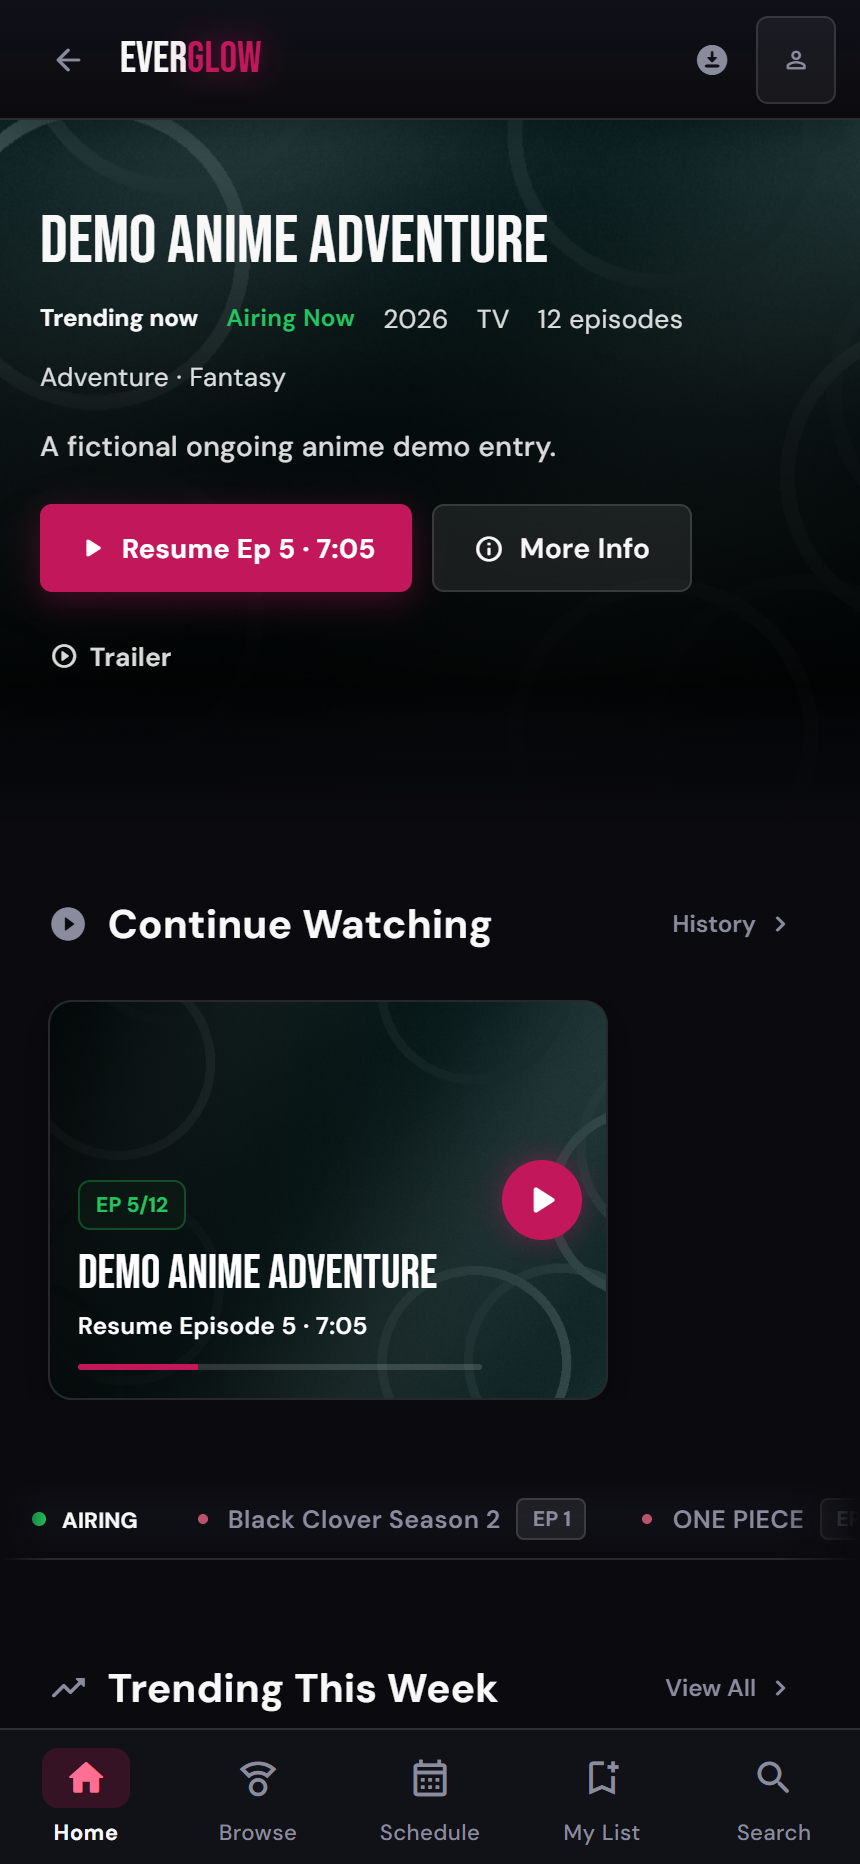 EVERGLOW
DEMO ANIME ADVENTURE
Trending now Airing Now 2026 TV 12 episodes
Adventure · Fantasy
A fictional ongoing anime demo entry.
Resume Ep 5 · 7:05 More Info
Trailer
Continue Watching History
EP 5/12
DEMO ANIME ADVENTURE
Resume Episode 5 · 7:05
AIRING Black Clover Season 2 EP 1 ONE PIECE
Trending This Week View All
Home Browse Schedule My List Search